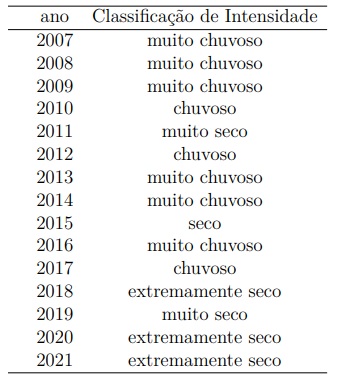 ano Classificação de Intensidade
2007 muito chuvoso
2008 muito chuvoso
2009 muito chuvoso
2010 chuvoso
2011 muito seco
2012 chuvoso
2013 muito chuvoso
2014 muito chuvoso
2015 seco
2016 muito chuvoso
2017 chuvoso
2018 extremamente seco
2019 muito seco
2020 extremamente seco
2021 extremamente seco